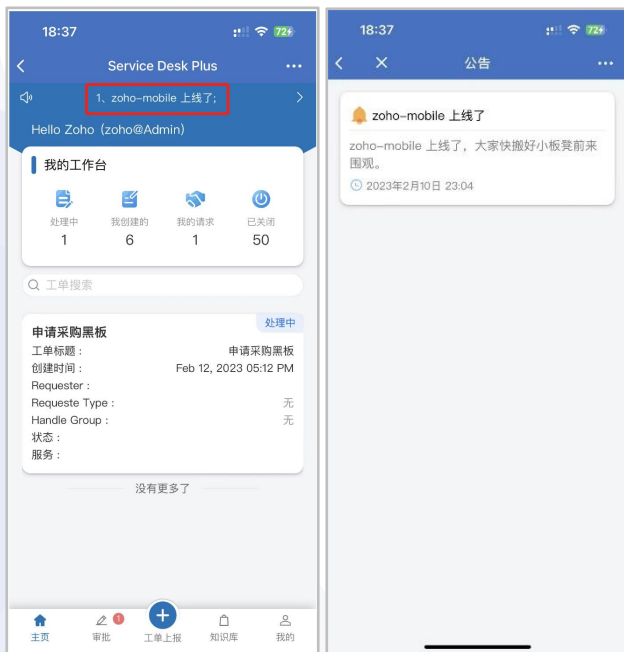 18:37
72
Service Desk Plus
1、zoho-mobile 上线了;
Hello Zoho (zoho@Admin)
我的工作台
处理中
我创建的
我的请求
已关闭
1
6
1
50
工单搜索
处理中
申请采购黑板
工单标题 : 申请采购黑板
创建时间 : Feb 12, 2023 05:12 PM
Requester :
Requeste Type : 无
Handle Group : 无
状态 :
服务 :
没有更多了
1
主页
审批
工单上报
知识库
我的
18:37
72
公告
zoho-mobile 上线了
zoho-mobile 上线了，大家快搬好小板凳前来
围观。
2023年2月10日 23:04